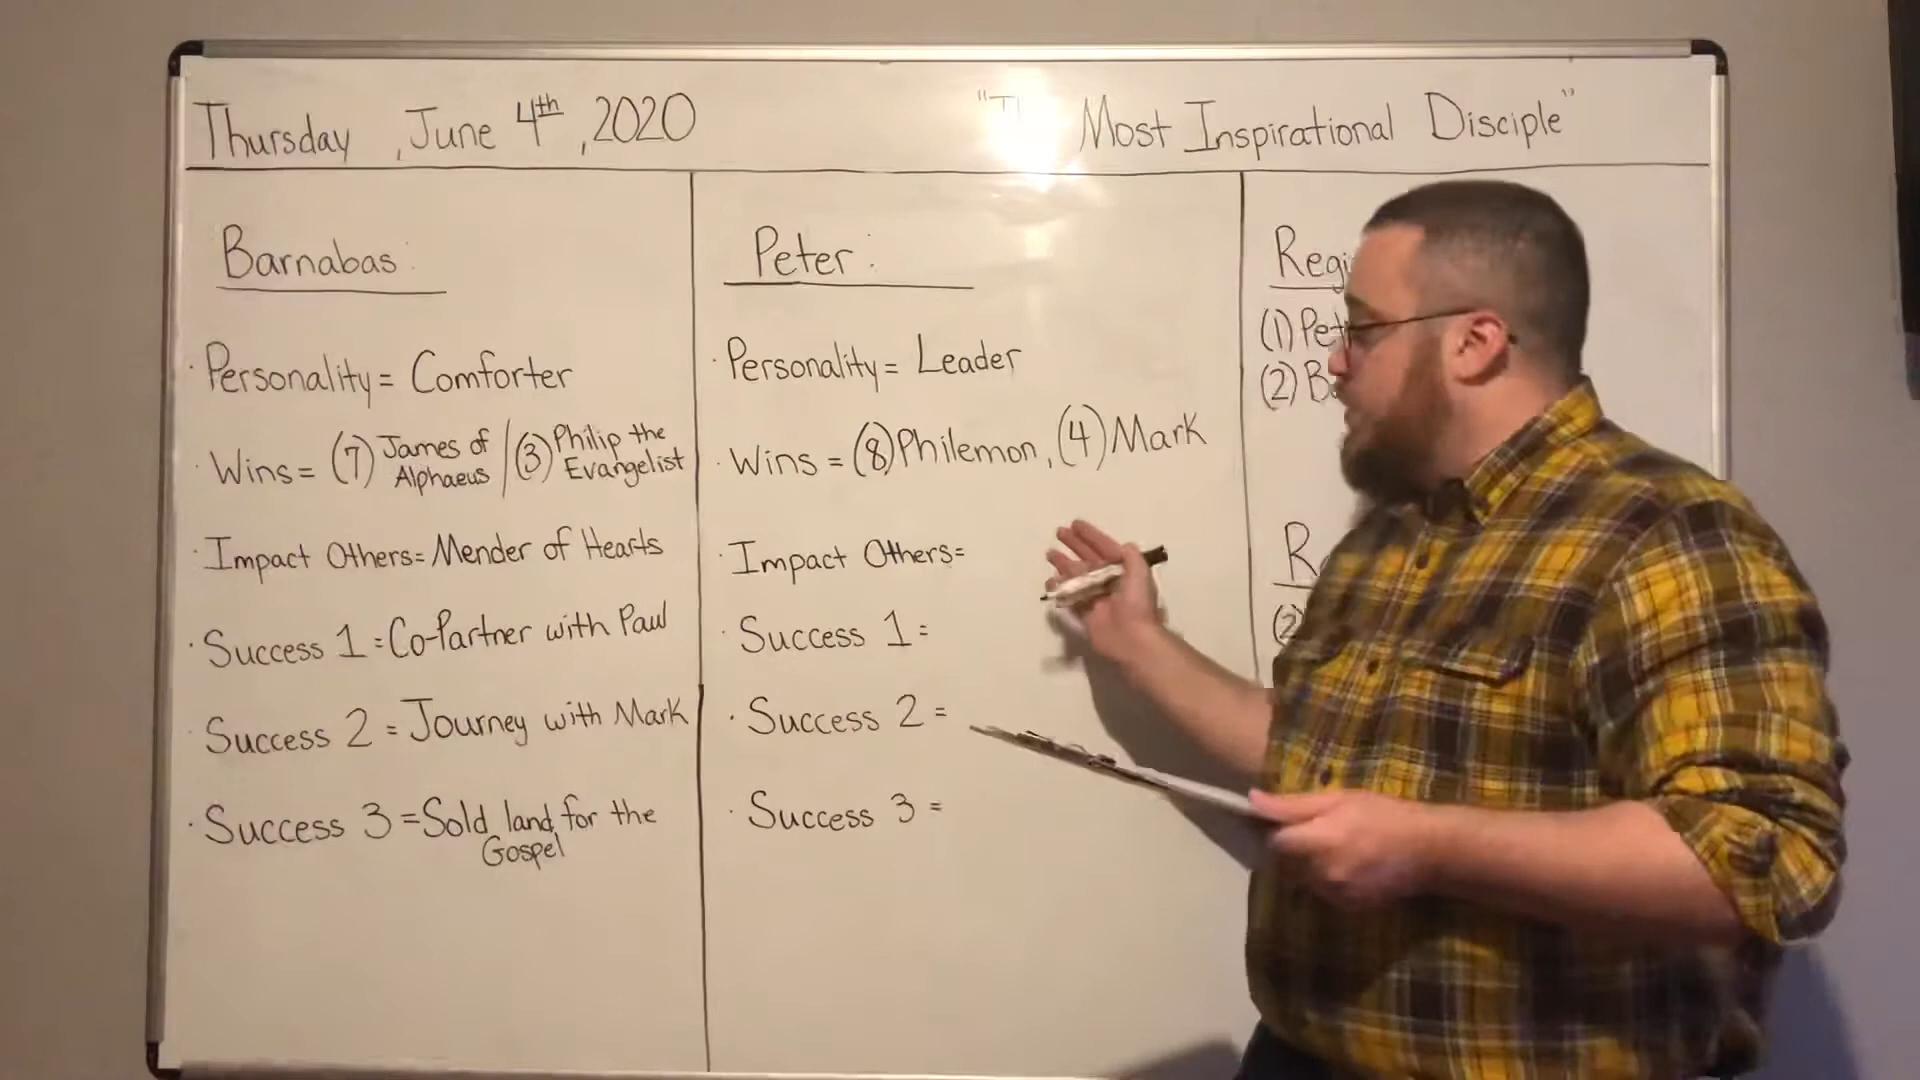 Thursday, June 4th, 2020
" Most Inspirational Disciple"
Barnabas:
· Personality = Comforter
· Wins = (7) James of Alphaeus / (3) Philip the Evangelist
· Impact Others = Mender of Hearts
· Success 1 = Co-Partner with Paul
· Success 2 = Journey with Mark
· Success 3 = Sold land for the
Gospel
Peter:
· Personality = Leader
· Wins = (8) Philemon, (4) Mark
· Impact Others =
· Success 1 =
· Success 2 =
· Success 3 =
(1)
(2)
(2)